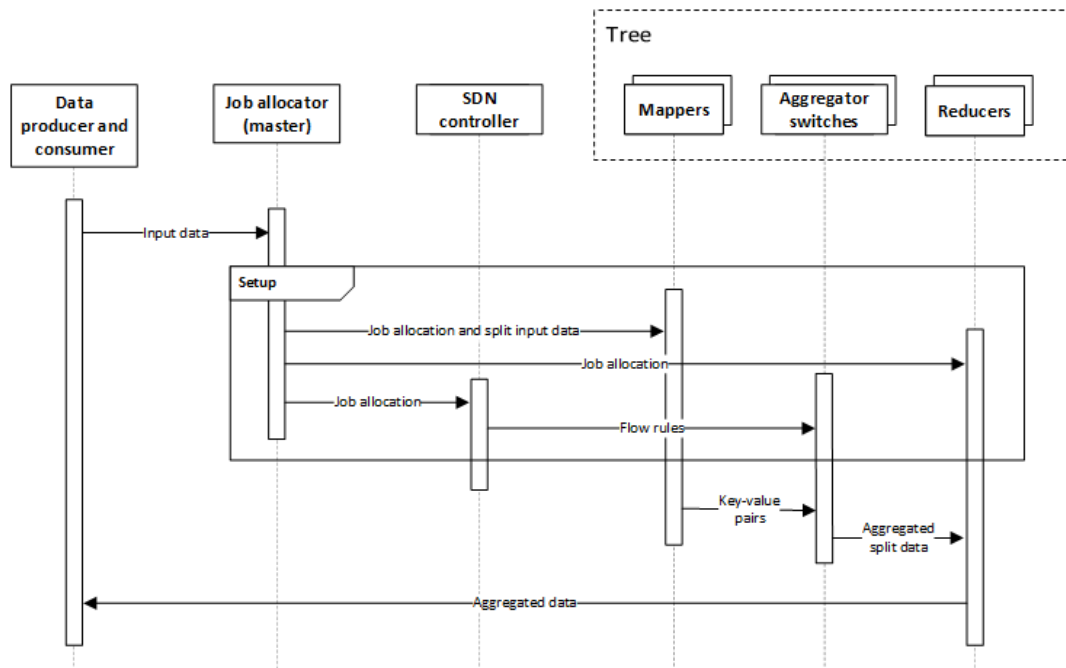 Tree
Data
producer and
consumer
Job allocator
(master)
SDN
controller
Mappers
Aggregator
switches
Reducers
Input data
Setup
Job allocation and split input data
Job allocation
Job allocation
Flow rules
Key-value
pairs
Aggregated
split data
Aggregated data